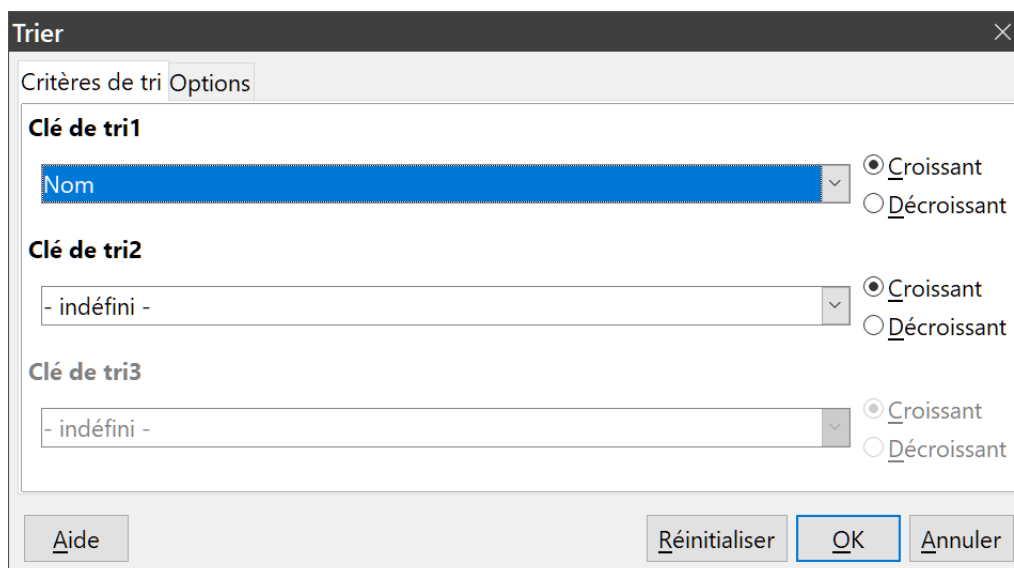 Trier
Critères de tri Options
Clé de tri1
Nom
Croissant
Décroissant
Clé de tri2
- indéfini -
Croissant
Décroissant
Clé de tri3
- indéfini -
Croissant
Décroissant
Aide Réinitialiser OK Annuler